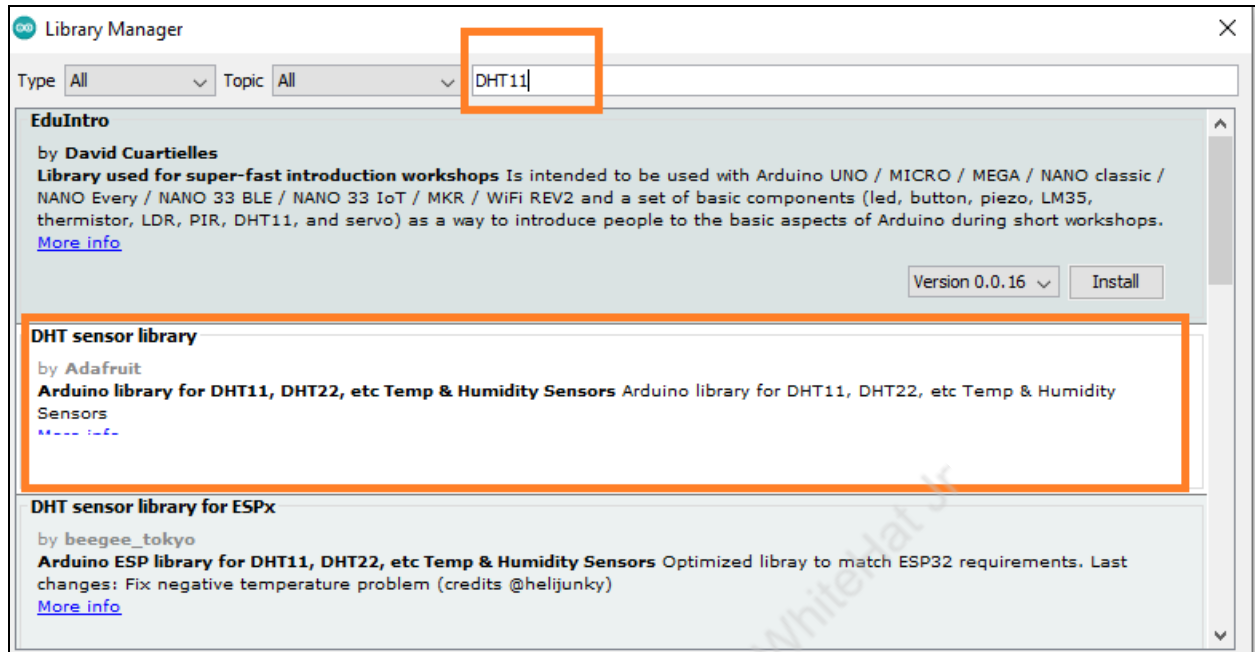 Library Manager
Type All Topic All DHT11
EduIntro
by David Cuartielles
Library used for super-fast introduction workshops Is intended to be used with Arduino UNO / MICRO / MEGA / NANO classic /
NANO Every / NANO 33 BLE / NANO 33 IoT / MKR / WiFi REV2 and a set of basic components (led, button, piezo, LM35,
thermistor, LDR, PIR, DHT11, and servo) as a way to introduce people to the basic aspects of Arduino during short workshops.
More info
Version 0.0.16 Install
DHT sensor library
by Adafruit
Arduino library for DHT11, DHT22, etc Temp & Humidity Sensors Arduino library for DHT11, DHT22, etc Temp & Humidity
Sensors
More info
DHT sensor library for ESPx
by beegee_tokyo
Arduino ESP library for DHT11, DHT22, etc Temp & Humidity Sensors Optimized libray to match ESP32 requirements. Last
changes: Fix negative temperature problem (credits @helijunky)
More info
WhiteHat Jr